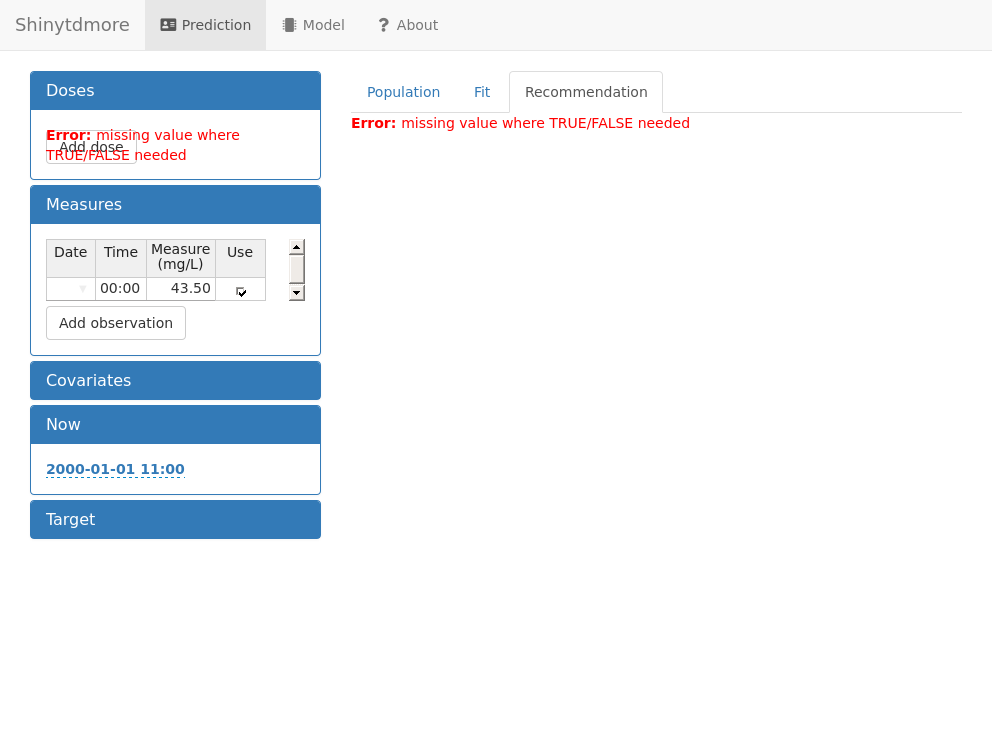 Shinytdmore
Prediction
Model
About
Doses
Error: missing value where
TRUE/FALSE needed
Add dose
Measures
Date Time Measure (mg/L) Use
00:00 43.50
Add observation
Covariates
Now
2000-01-01 11:00
Target
Population
Fit
Recommendation
Error: missing value where TRUE/FALSE needed